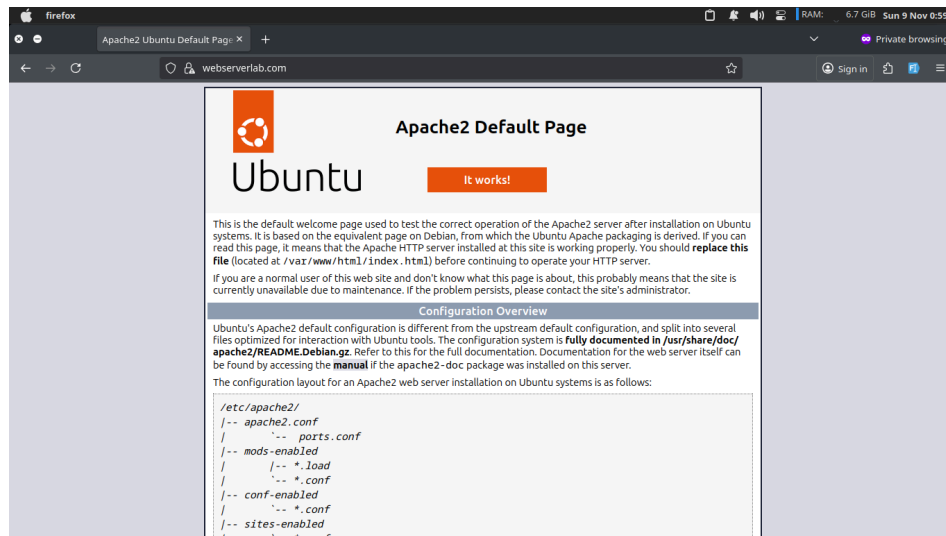 firefox
RAM: 6.7 GiB Sun 9 Nov 0:59
Apache2 Ubuntu Default Page
Private browsing
webserverlab.com
Sign in
Ubuntu
Apache2 Default Page
It works!
This is the default welcome page used to test the correct operation of the Apache2 server after installation on Ubuntu
systems. It is based on the equivalent page on Debian, from which the Ubuntu Apache packaging is derived. If you can
read this page, it means that the Apache HTTP server installed at this site is working properly. You should replace this
file (located at /var/www/html/index.html) before continuing to operate your HTTP server.
If you are a normal user of this web site and don't know what this page is about, this probably means that the site is
currently unavailable due to maintenance. If the problem persists, please contact the site's administrator.
Configuration Overview
Ubuntu's Apache2 default configuration is different from the upstream default configuration, and split into several
files optimized for interaction with Ubuntu tools. The configuration system is fully documented in /usr/share/doc/
apache2/README.Debian.gz. Refer to this for the full documentation. Documentation for the web server itself can
be found by accessing the manual if the apache2-doc package was installed on this server.
The configuration layout for an Apache2 web server installation on Ubuntu systems is as follows:
/etc/apache2/
|-- apache2.conf
|       `--  ports.conf
|-- mods-enabled
|       |-- *.load
|       `-- *.conf
|-- conf-enabled
|       `-- *.conf
|-- sites-enabled